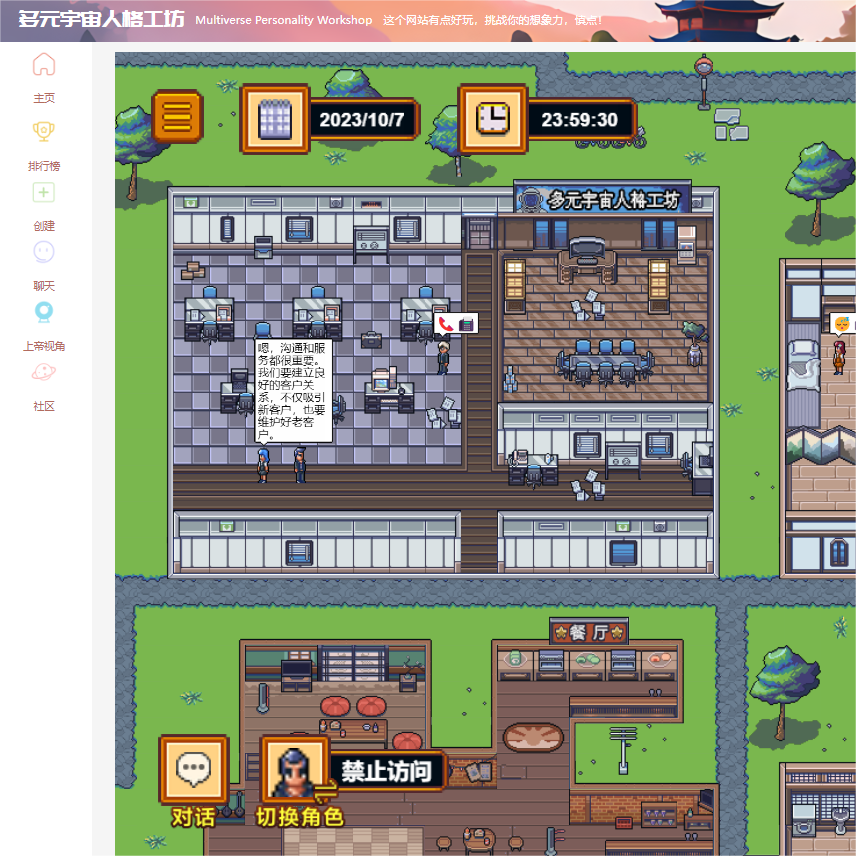 多元宇宙人格工坊 Multiverse Personality Workshop 这个网站有点好玩，挑战你的想象力，慎点！
主页
排行榜
创建
聊天
上帝视角
社区
2023/10/7
23:59:30
多元宇宙人格工坊
嗯，沟通和服
务都很重要。
我们要建立良
好的客户关
系，不仅吸引
新客户，也要
维护好老客
户。
餐厅
禁止访问
对话
切换角色